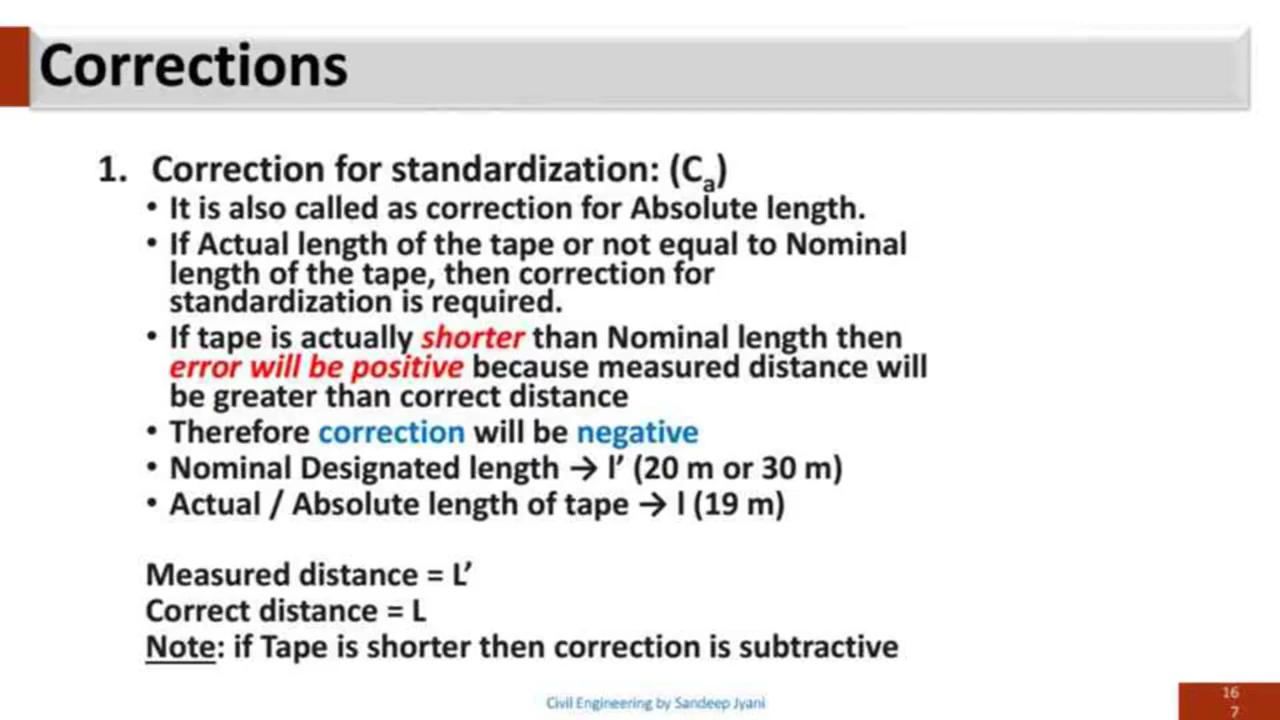 Corrections
1. Correction for standardization: (Ca)
• It is also called as correction for Absolute length.
• If Actual length of the tape or not equal to Nominal
length of the tape, then correction for
standardization is required.
• If tape is actually shorter than Nominal length then
error will be positive because measured distance will
be greater than correct distance
• Therefore correction will be negative
• Nominal Designated length → l’ (20 m or 30 m)
• Actual / Absolute length of tape → l (19 m)
Measured distance = L’
Correct distance = L
Note: if Tape is shorter then correction is subtractive
Civil Engineering by Sandeep Jyani
16
7